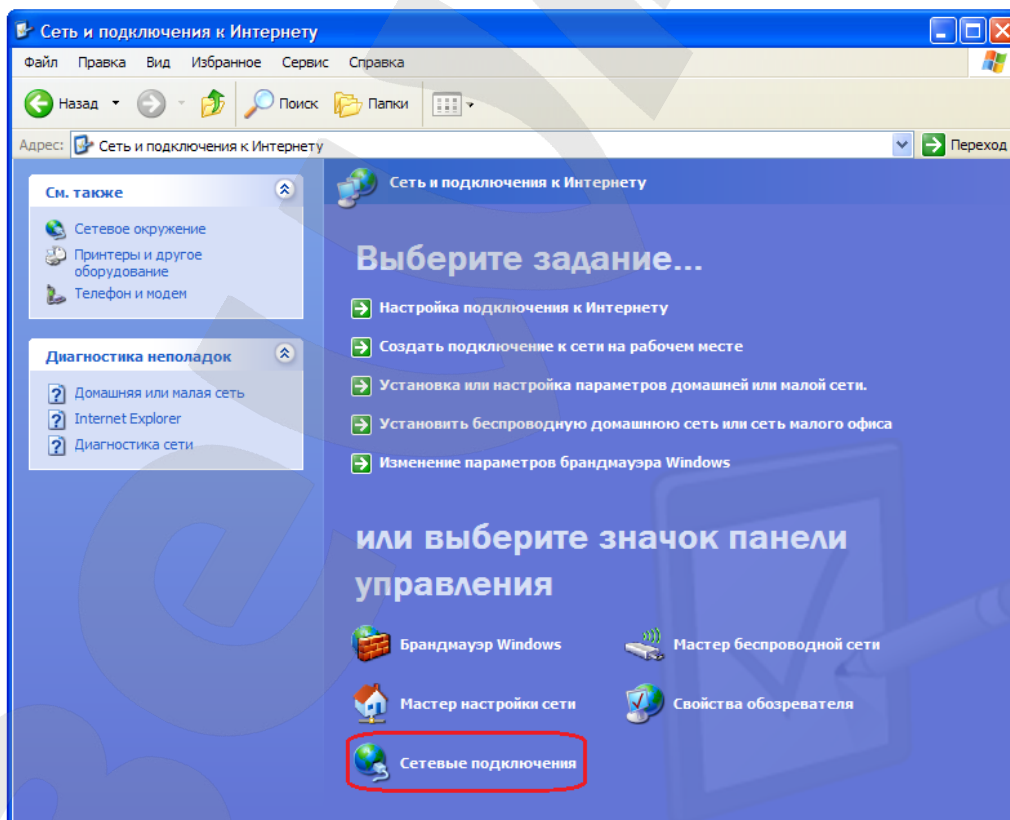 Сеть и подключения к Интернету
Файл Правка Вид Избранное Сервис Справка
Назад Поиск Папки
Адрес: Сеть и подключения к Интернету Переход
См. также
Сетевое окружение
Принтеры и другое
оборудование
Телефон и модем
Диагностика неполадок
Домашняя или малая сеть
Internet Explorer
Диагностика сети
Сеть и подключения к Интернету
Выберите задание...
Настройка подключения к Интернету
Создать подключение к сети на рабочем месте
Установка или настройка параметров домашней или малой сети.
Установить беспроводную домашнюю сеть или сеть малого офиса
Изменение параметров брандмауэра Windows
или выберите значок панели
управления
Брандмауэр Windows Мастер беспроводной сети
Мастер настройки сети Свойства обозревателя
Сетевые подключения